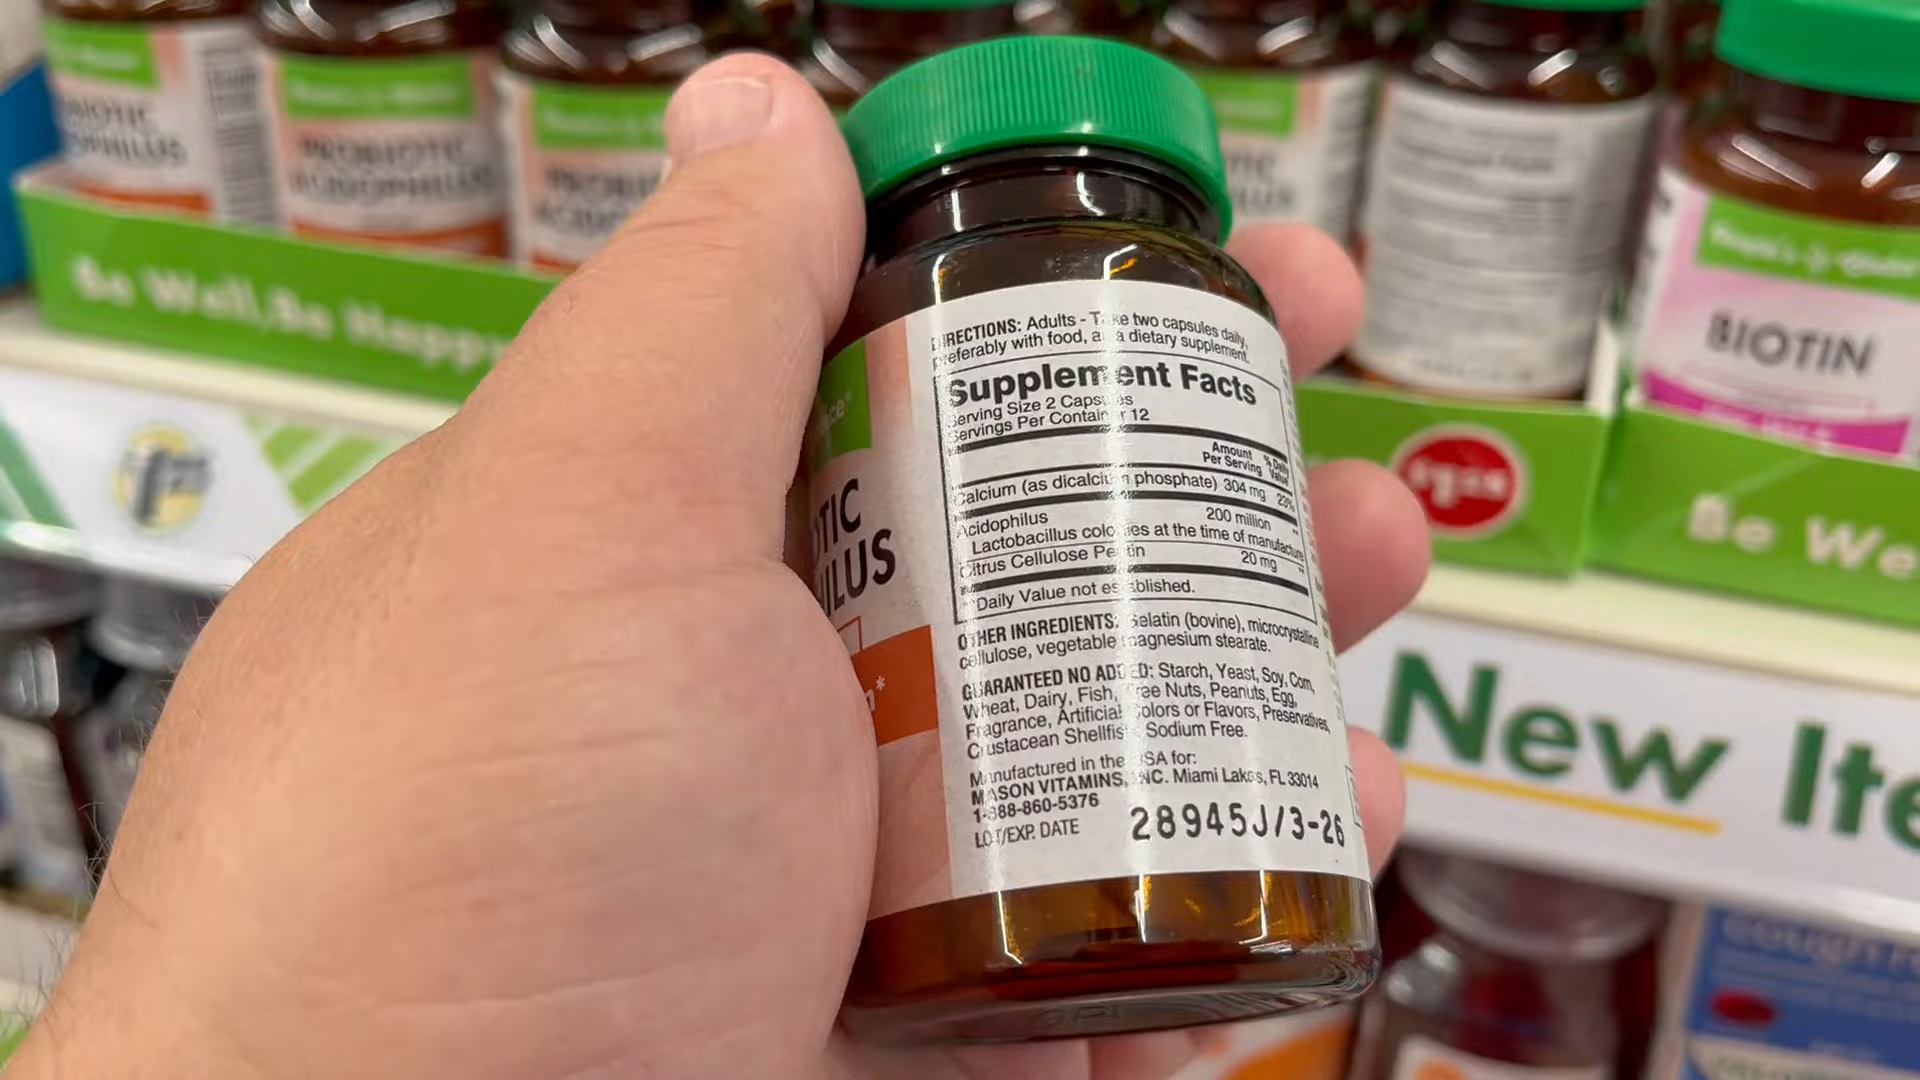 PROBIOTIC
ACIDOPHILUS
Be Well, Be Happy
BIOTIN
Be We
New Ite
OTIC
ILUS
DIRECTIONS: Adults - Take two capsules daily,
preferably with food, as a dietary supplement.
Supplement Facts
Serving Size 2 Capsules
Servings Per Container 12
Amount Per Serving
% Daily Value
Calcium (as dicalcium phosphate) 304 mg 23%
Acidophilus 200 million **
Lactobacillus colonies at the time of manufacture
Citrus Cellulose Pectin 20 mg **
**Daily Value not established.
OTHER INGREDIENTS: Gelatin (bovine), microcrystalline
cellulose, vegetable magnesium stearate.
GUARANTEED NO ADDED: Starch, Yeast, Soy, Corn,
Wheat, Dairy, Fish, Tree Nuts, Peanuts, Egg,
Fragrance, Artificial Colors or Flavors, Preservatives,
Crustacean Shellfish, Sodium Free.
Manufactured in the USA for:
MASON VITAMINS, INC. Miami Lakes, FL 33014
1-888-860-5376
LOT/EXP. DATE 28945J/3-26